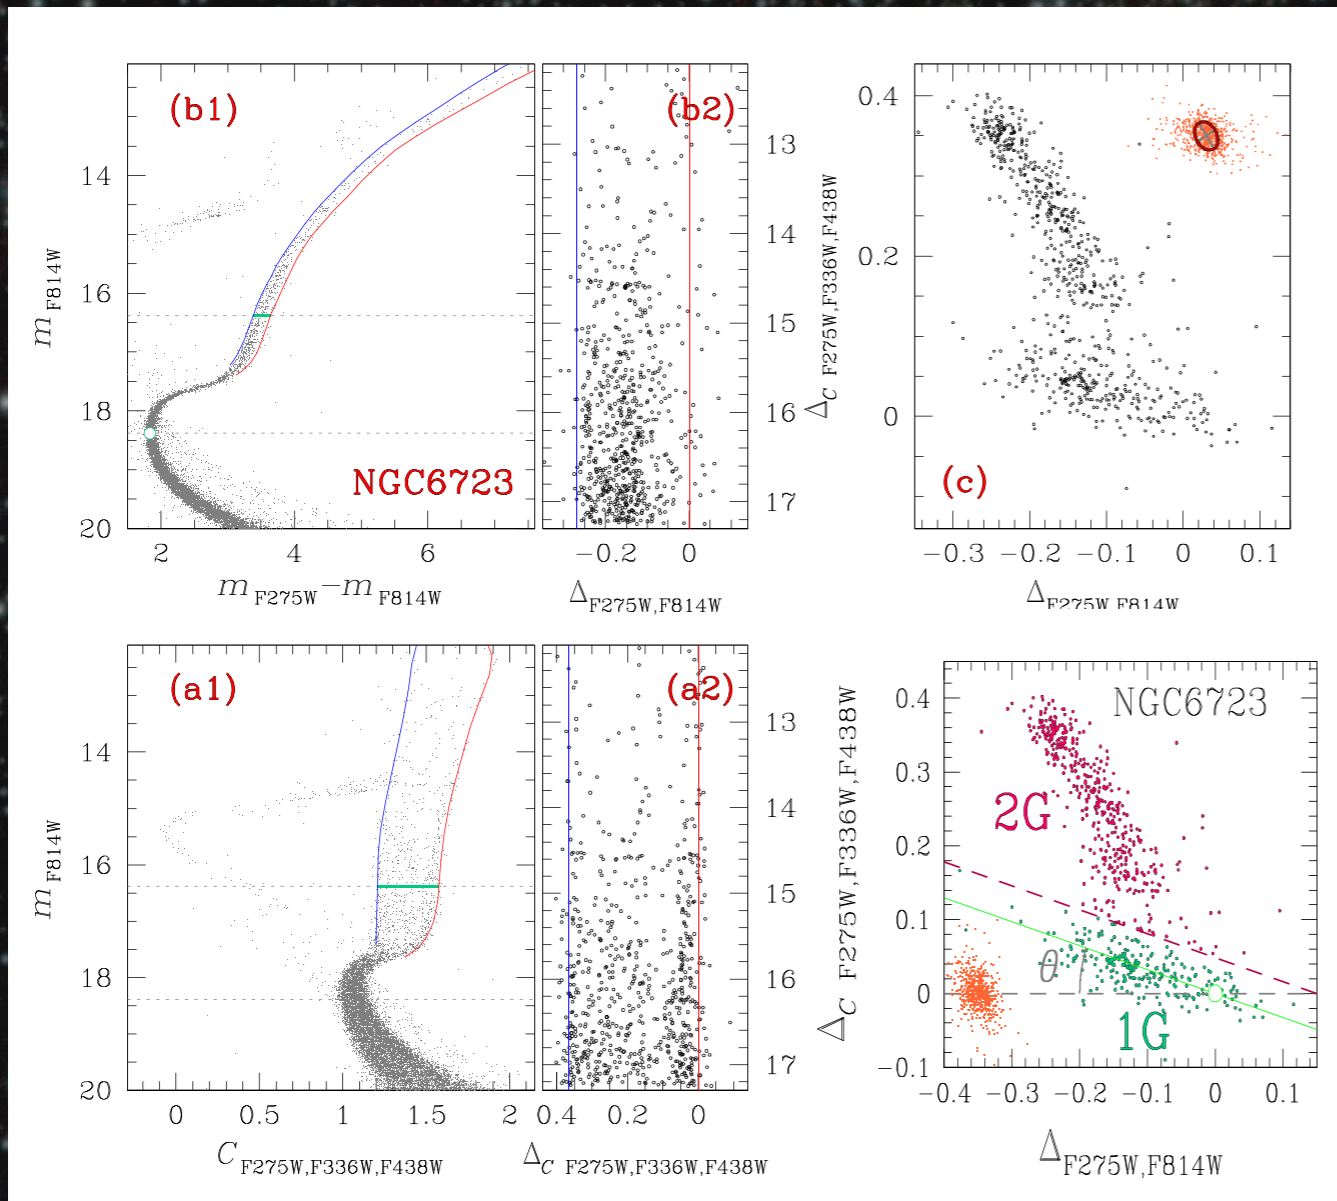 (b1)
14
16
18
20
m F814W
NGC6723
2 4 6
m F275W−m F814W
(b2)
13
14
15
16
17
−0.2 0
Δ F275W,F814W
Δ C F275W,F336W,F438W
0.4
0.2
0
(c)
−0.3 −0.2 −0.1 0 0.1
Δ F275W,F814W
(a1)
14
16
18
20
m F814W
0 0.5 1 1.5 2
C F275W,F336W,F438W
(a2)
13
14
15
16
17
0.4 0.2 0
Δ C F275W,F336W,F438W
Δ C F275W,F336W,F438W
NGC6723
0.4
0.3
0.2
0.1
0
−0.1
2G
θ
1G
−0.4 −0.3 −0.2 −0.1 0 0.1
Δ F275W,F814W